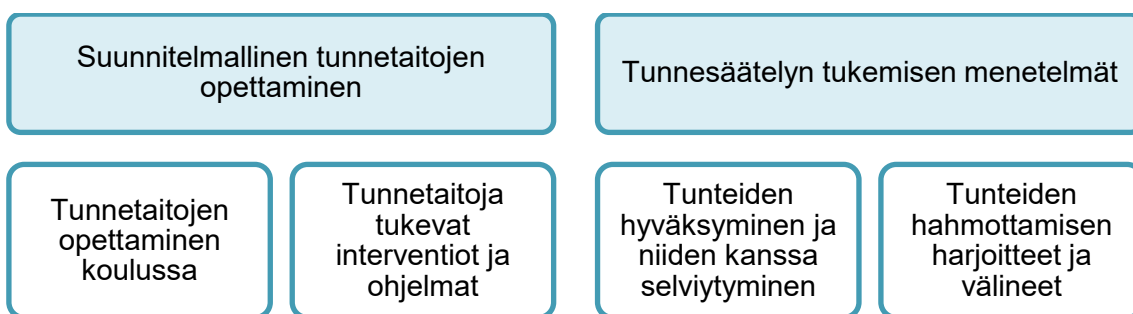 Suunnitelmallinen tunnetaitojen
opettaminen
Tunnesäätelyn tukemisen menetelmät
Tunnetaitojen
opettaminen
koulussa
Tunnetaitoja
tukevat
interventiot ja
ohjelmat
Tunteiden
hyväksyminen ja
niiden kanssa
selviytyminen
Tunteiden
hahmottamisen
harjoitteet ja
välineet